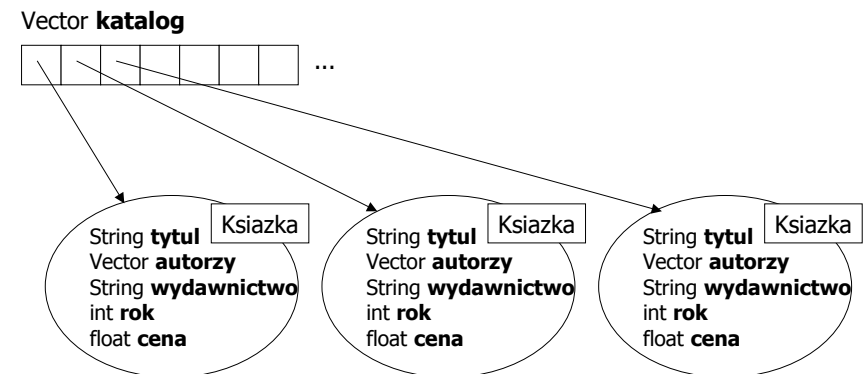 Vector katalog
...
Ksiazka
String tytul
Vector autorzy
String wydawnictwo
int rok
float cena
Ksiazka
String tytul
Vector autorzy
String wydawnictwo
int rok
float cena
Ksiazka
String tytul
Vector autorzy
String wydawnictwo
int rok
float cena